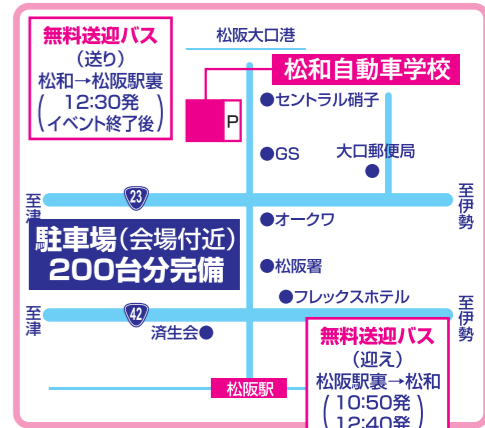 無料送迎バス
(送り)
松和→松阪駅裏
(12:30発
イベント終了後)
松阪大口港
松和自動車学校
P
●セントラル硝子
●GS
大口郵便局
至津
23
至伊勢
●オークワ
駐車場(会場付近)
200台分完備
●松阪署
●フレックスホテル
至津
42
至伊勢
済生会●
松阪駅
無料送迎バス
(迎え)
松阪駅裏→松和
(10:50発
12:40発)